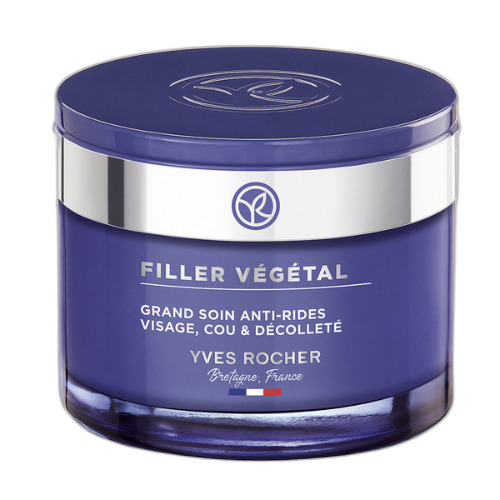 FILLER VÉGÉTAL
GRAND SOIN ANTI-RIDES
VISAGE, COU & DÉCOLLETÉ
YVES ROCHER
Bretagne, France